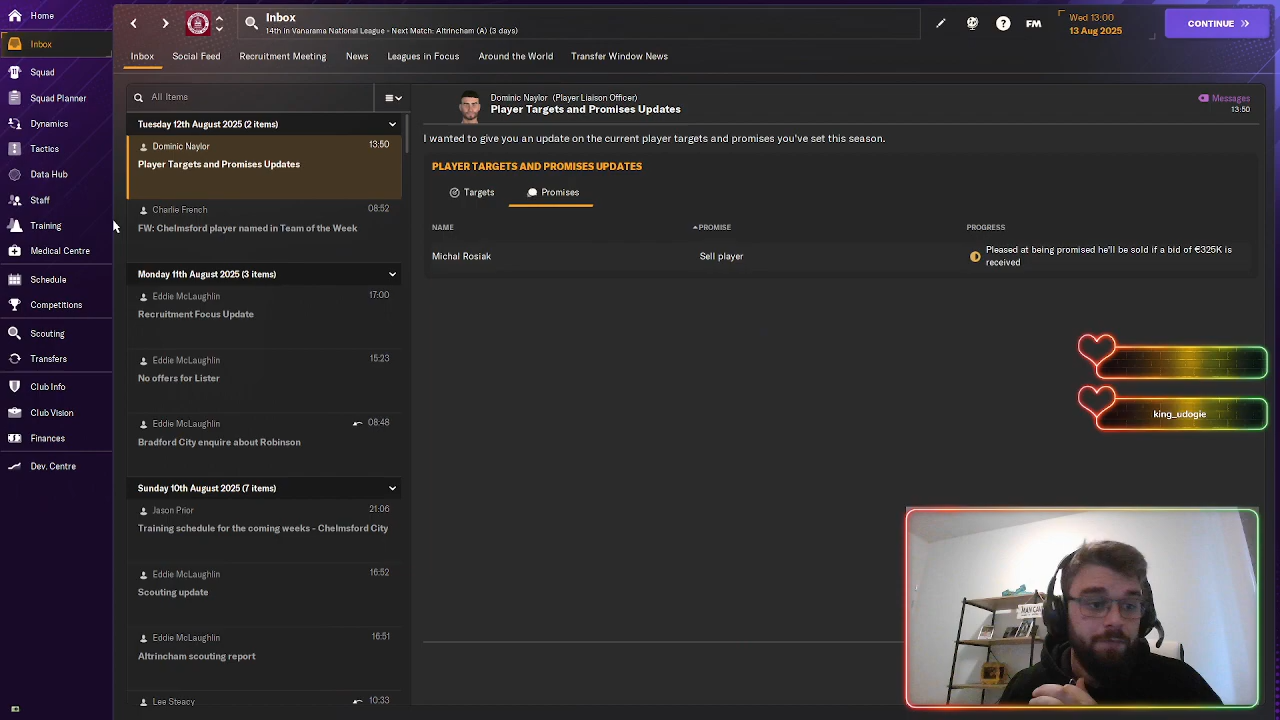 Home
Inbox
Squad
Squad Planner
Dynamics
Tactics
Data Hub
Staff
Training
Medical Centre
Schedule
Competitions
Scouting
Transfers
Club Info
Club Vision
Finances
Dev. Centre
Inbox
14th in Vanarama National League - Next Match: Altrincham (A) (3 days)
FM
Wed 13:00
13 Aug 2025
CONTINUE
Inbox
Social Feed
Recruitment Meeting
News
Leagues in Focus
Around the World
Transfer Window News
All Items
Tuesday 12th August 2025 (2 items)
Dominic Naylor 13:50
Player Targets and Promises Updates
Charlie French 08:52
FW: Chelmsford player named in Team of the Week
Monday 11th August 2025 (3 items)
Eddie McLaughlin 17:00
Recruitment Focus Update
Eddie McLaughlin 15:23
No offers for Lister
Eddie McLaughlin 08:48
Bradford City enquire about Robinson
Sunday 10th August 2025 (7 items)
Jason Prior 21:06
Training schedule for the coming weeks - Chelmsford City
Eddie McLaughlin 16:52
Scouting update
Eddie McLaughlin 16:51
Altrincham scouting report
Lee Steacy 10:33
Dominic Naylor (Player Liaison Officer)
Player Targets and Promises Updates
Messages
13:50
I wanted to give you an update on the current player targets and promises you've set this season.
PLAYER TARGETS AND PROMISES UPDATES
Targets
Promises
NAME PROMISE PROGRESS
Michal Rosiak Sell player Pleased at being promised he'll be sold if a bid of €325K is
received
king_udogie
MAN CAVE